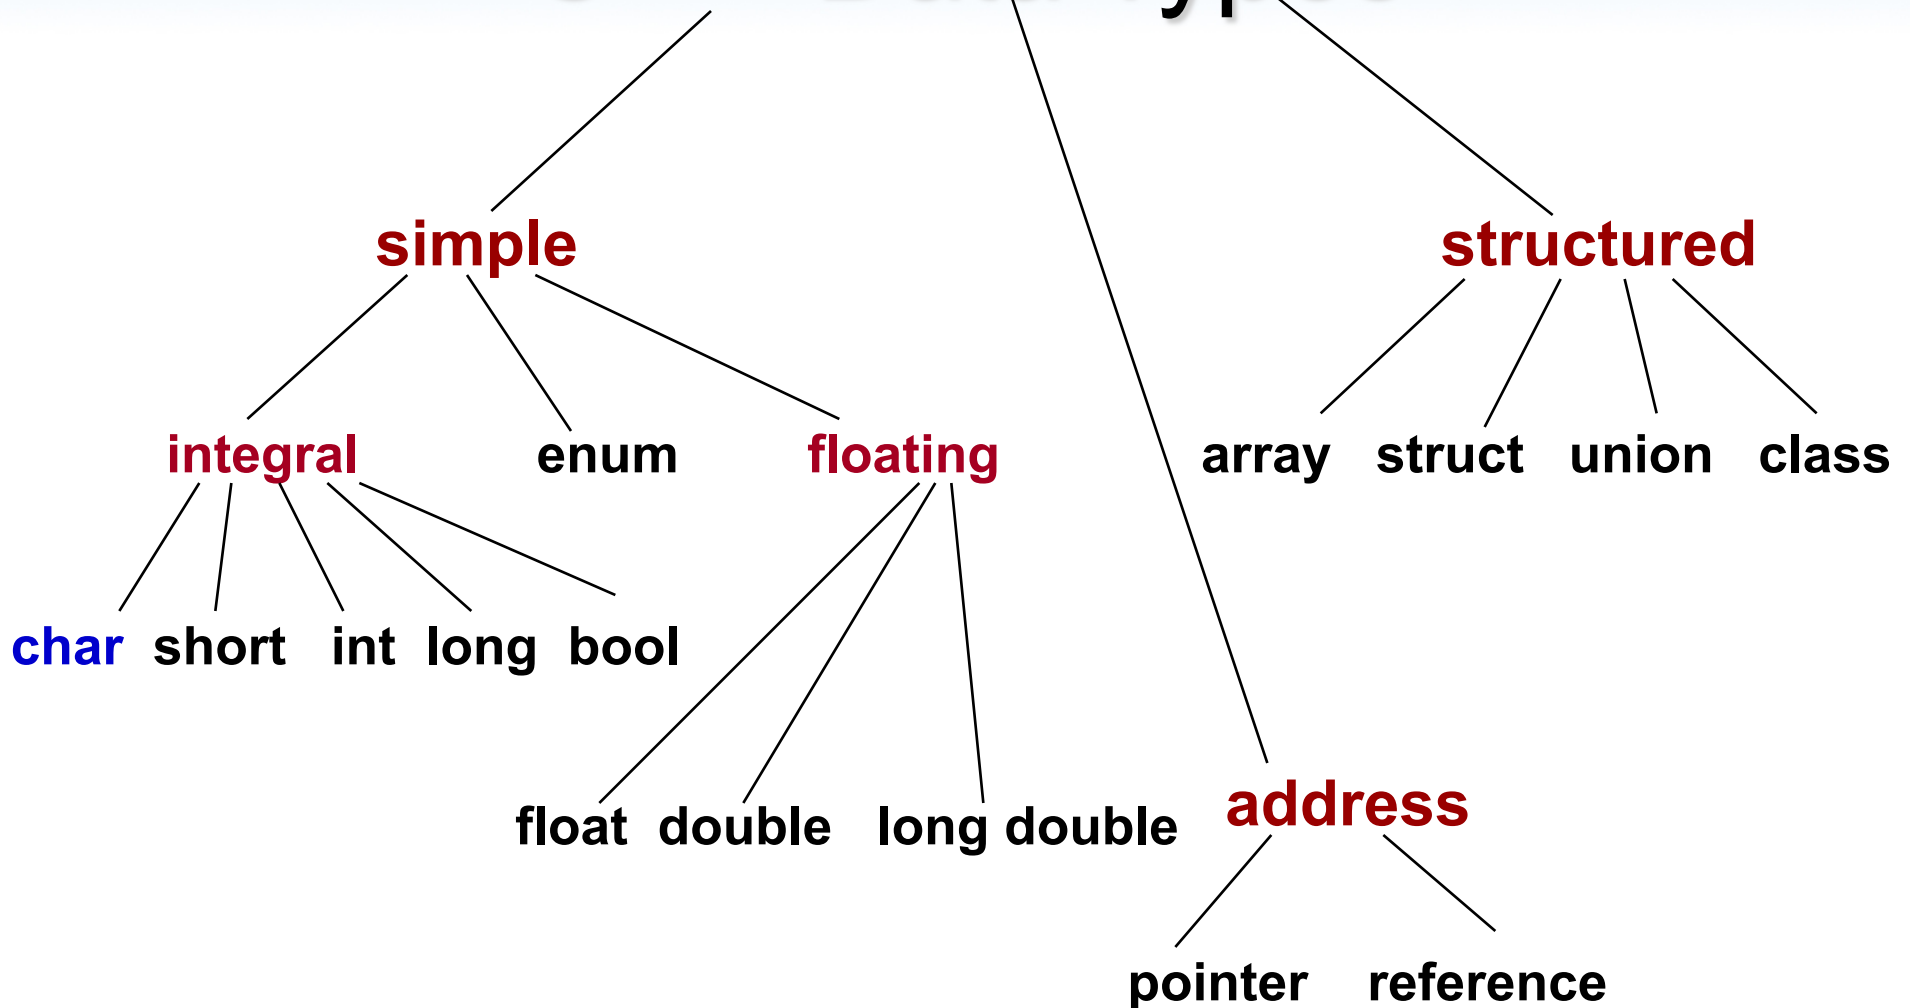 simple structured
integral enum floating array struct union class
char short int long bool
float double long double address
pointer reference